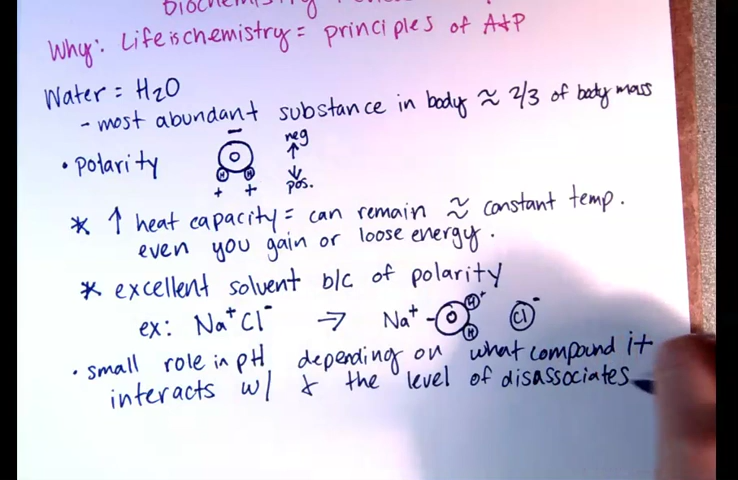 Biochemistry
Why: Life is chemistry = principles of A+P
Water = H2O
- most abundant substance in body ≈ 2/3 of body mass
• polarity
− neg ↑ ↓ pos.
O H H + +
* ↑ heat capacity = can remain ≈ constant temp.
even you gain or loose energy.
* excellent solvent b/c of polarity
ex: Na+Cl- → Na+ - O H+ H Cl-
• small role in pH depending on what compound it
interacts w/ & the level of disassociates